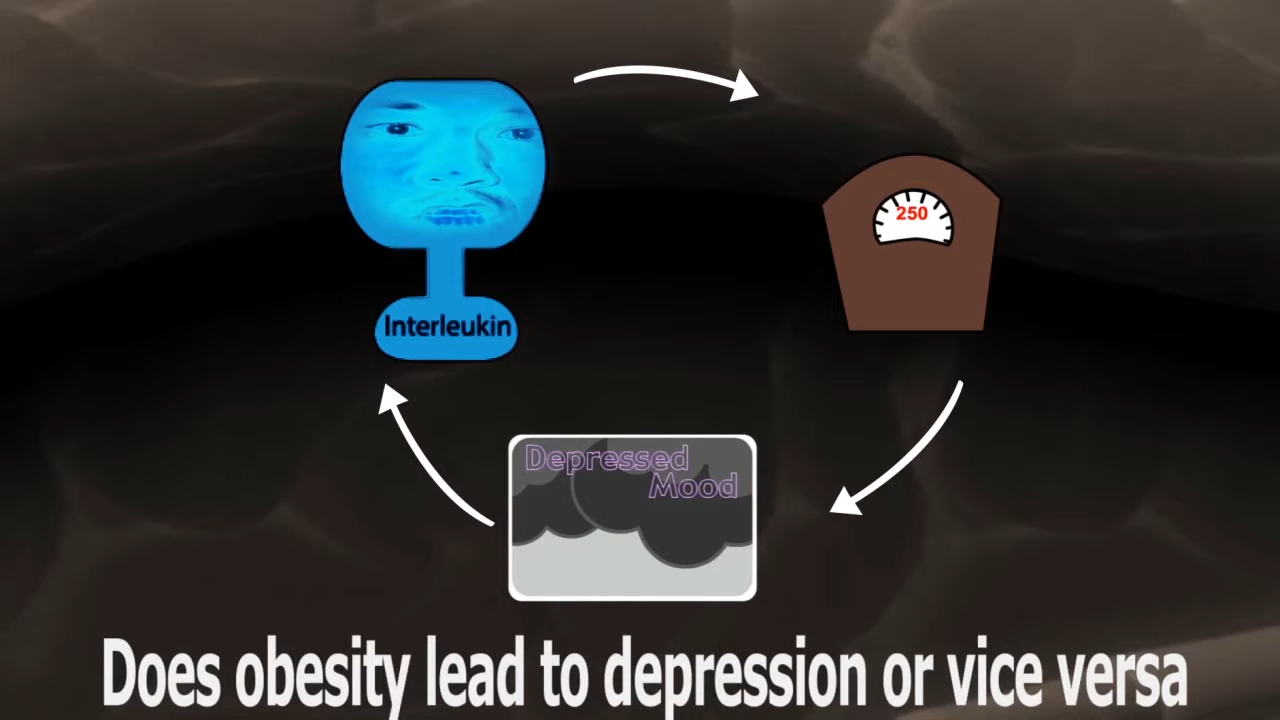 250
Interleukin
Depressed
Mood
Does obesity lead to depression or vice versa